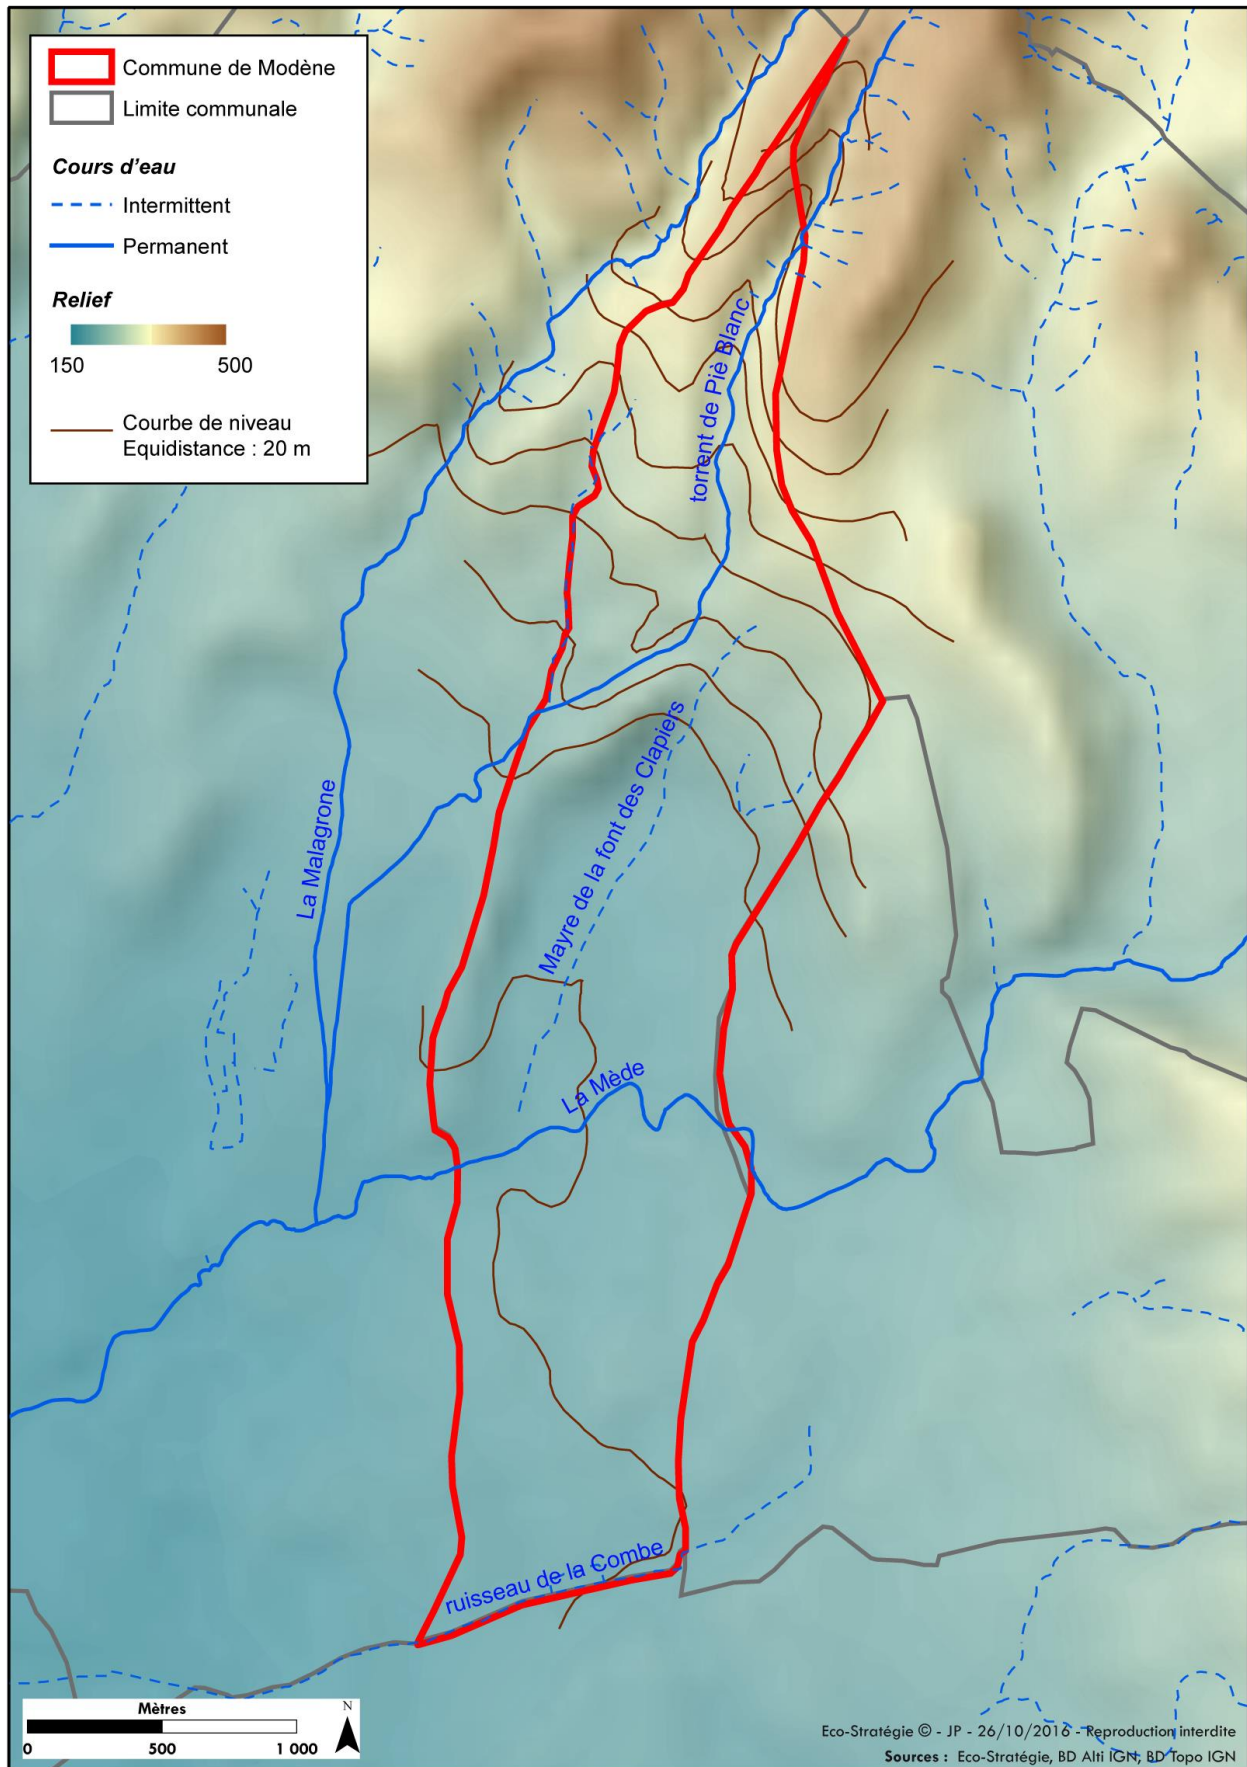 Commune de Modène
Limite communale
Cours d'eau
Intermittent
Permanent
Relief
150 500
Courbe de niveau
Equidistance : 20 m
torrent de Piè Blanc
Mayre de la font des Clapiers
La Malagrone
La Mède
ruisseau de la Combe
Mètres
0 500 1 000
N
Eco-Stratégie © - JP - 26/10/2016 - Reproduction interdite
Sources : Eco-Stratégie, BD Alti IGN, BD Topo IGN